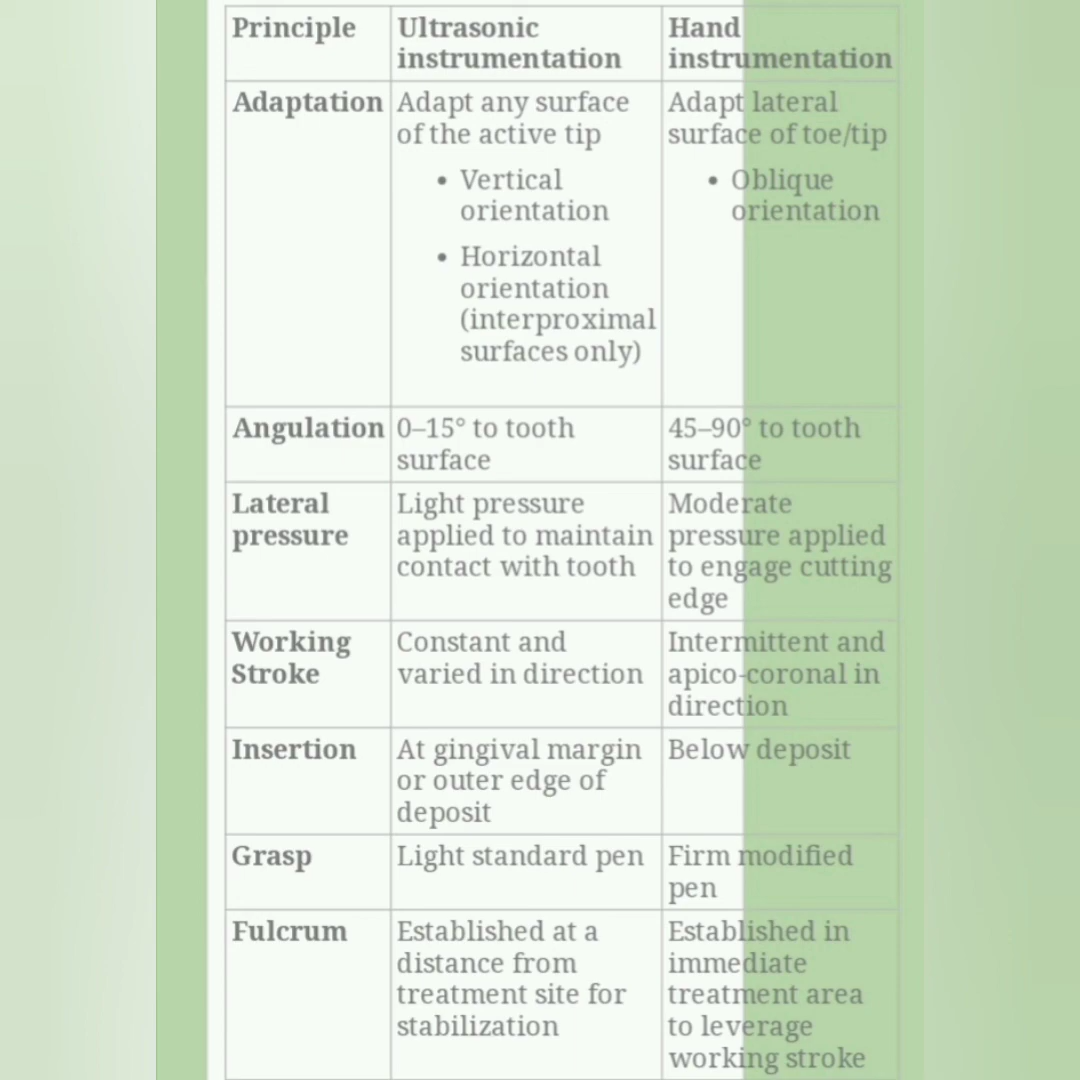 Principle
Ultrasonic
instrumentation
Hand
instrumentation
Adaptation
Adapt any surface
of the active tip
• Vertical
orientation
• Horizontal
orientation
(interproximal
surfaces only)
Adapt lateral
surface of toe/tip
• Oblique
orientation
Angulation
0–15° to tooth
surface
45–90° to tooth
surface
Lateral
pressure
Light pressure
applied to maintain
contact with tooth
Moderate
pressure applied
to engage cutting
edge
Working
Stroke
Constant and
varied in direction
Intermittent and
apico-coronal in
direction
Insertion
At gingival margin
or outer edge of
deposit
Below deposit
Grasp
Light standard pen
Firm modified
pen
Fulcrum
Established at a
distance from
treatment site for
stabilization
Established in
immediate
treatment area
to leverage
working stroke